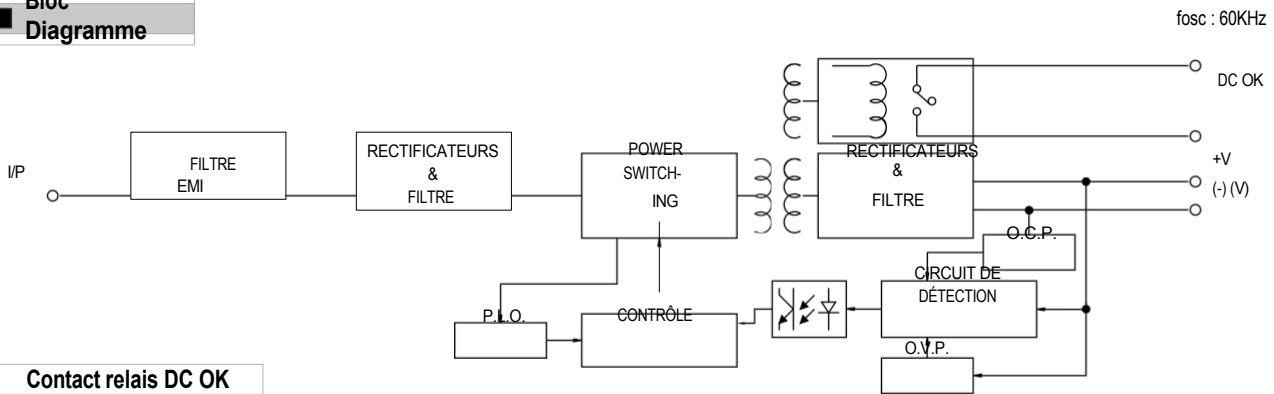 Bloc
Diagramme
fosc : 60KHz
DC OK
I/P
FILTRE
EMI
RECTIFICATEURS
&
FILTRE
POWER
SWITCH-
ING
RECTIFICATEURS
&
FILTRE
+V
(-) (V)
O.C.P.
CIRCUIT DE
DÉTECTION
P.L.O.
CONTRÔLE
O.V.P.
Contact relais DC OK